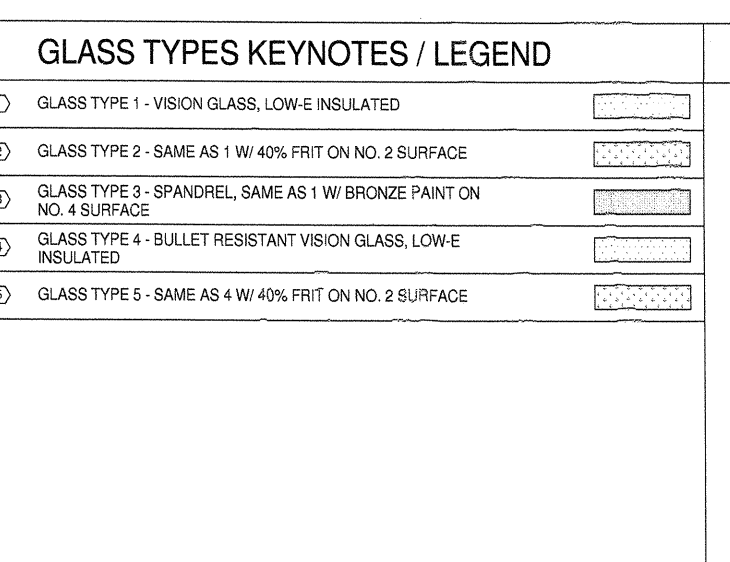 GLASS TYPES KEYNOTES / LEGEND
GLASS TYPE 1 - VISION GLASS, LOW-E INSULATED
GLASS TYPE 2 - SAME AS 1 W/ 40% FRIT ON NO. 2 SURFACE
GLASS TYPE 3 - SPANDREL, SAME AS 1 W/ BRONZE PAINT ON
NO. 4 SURFACE
GLASS TYPE 4 - BULLET RESISTANT VISION GLASS, LOW-E
INSULATED
GLASS TYPE 5 - SAME AS 4 W/ 40% FRIT ON NO. 2 SURFACE